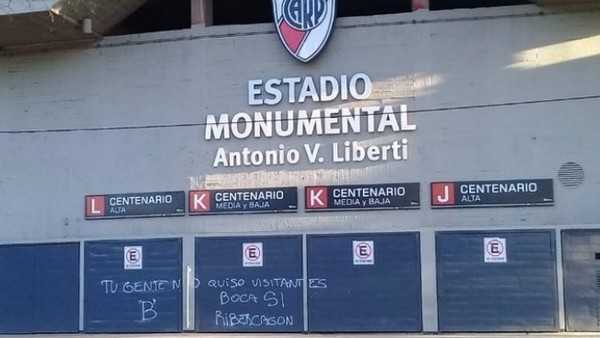 CARP
ESTADIO
MONUMENTAL
Antonio V. Liberti
L CENTENARIO
ALTA
K CENTENARIO
MEDIA y BAJA
K CENTENARIO
MEDIA y BAJA
J CENTENARIO
ALTA
E
E
E
E
TU GENTE NO QUISO VISITANTES
"B"
BOCA SI
RIBERCAGON